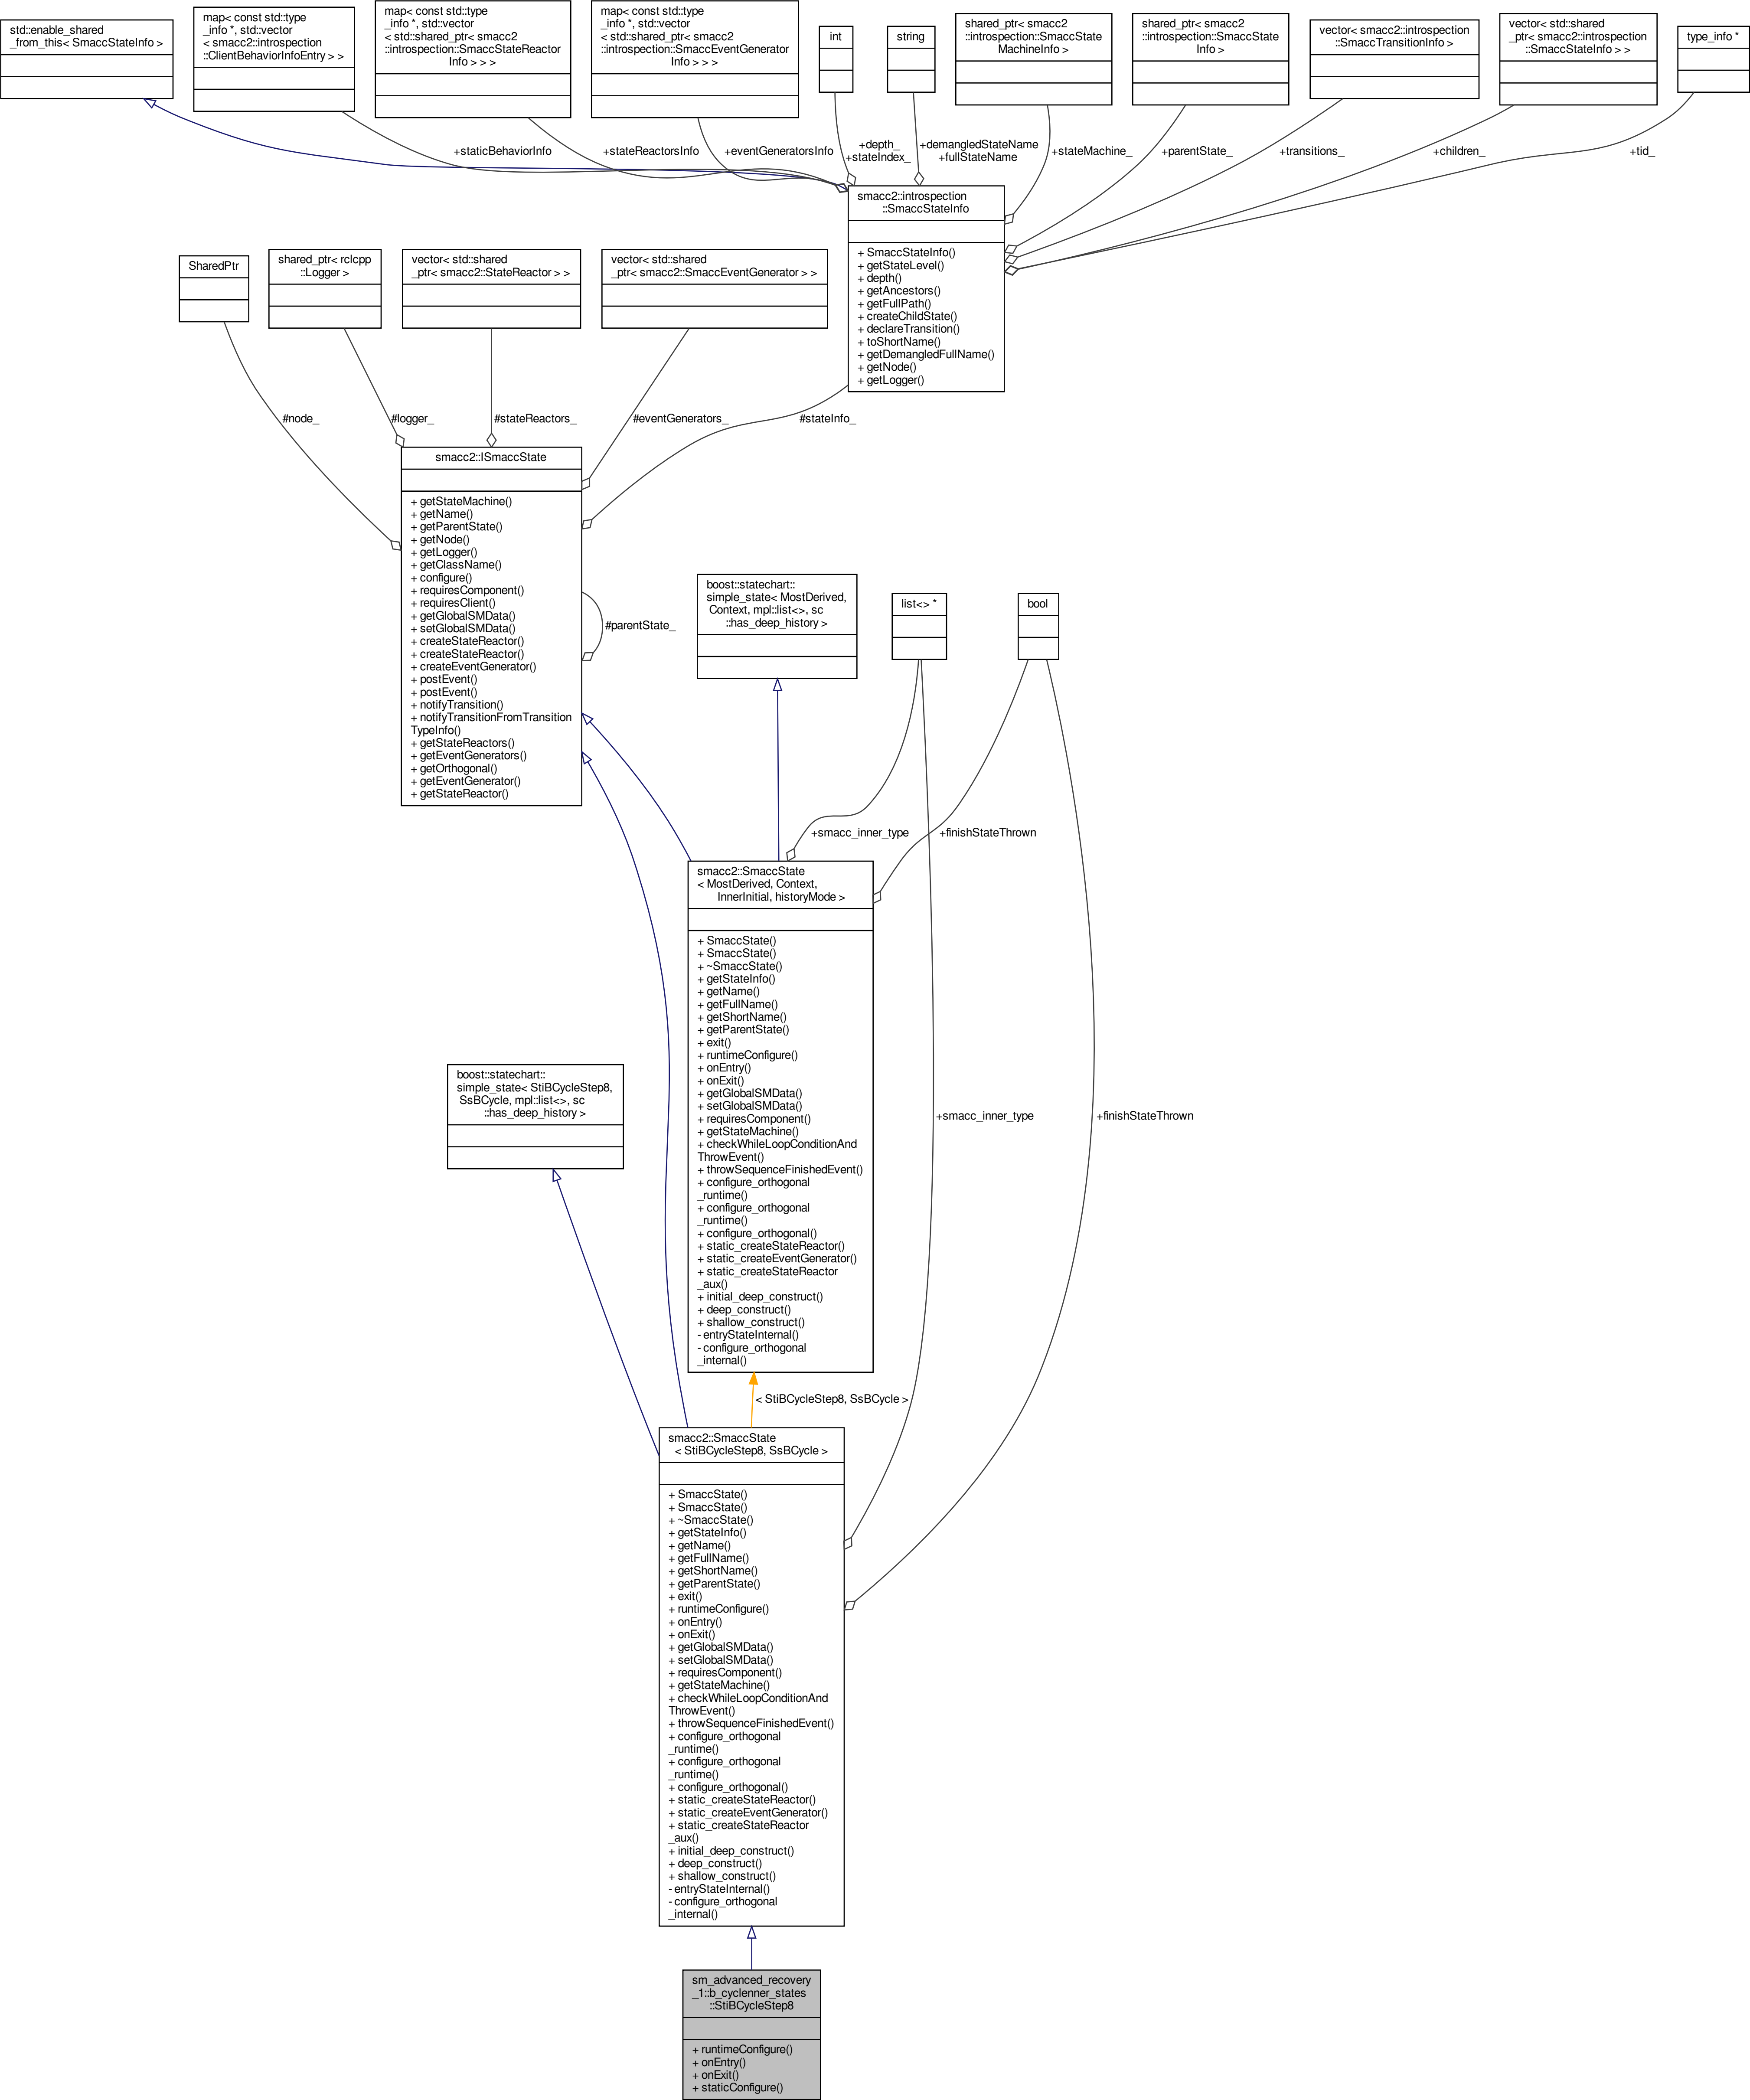 std::enable_shared
_from_this< SmaccStateInfo >
map< const std::type
_info *, std::vector
< smacc2::introspection
::ClientBehaviorInfoEntry > >
map< const std::type
_info *, std::vector
< std::shared_ptr< smacc2
::introspection::SmaccStateReactor
Info > > >
map< const std::type
_info *, std::vector
< std::shared_ptr< smacc2
::introspection::SmaccEventGenerator
Info > > >
int
string
shared_ptr< smacc2
::introspection::SmaccState
MachineInfo >
shared_ptr< smacc2
::introspection::SmaccState
Info >
vector< smacc2::introspection
::SmaccTransitionInfo >
vector< std::shared
_ptr< smacc2::introspection
::SmaccStateInfo > >
type_info *
+staticBehaviorInfo
+stateReactorsInfo
+eventGeneratorsInfo
+depth_
+stateIndex_
+demangledStateName
+fullStateName
+stateMachine_
+parentState_
+transitions_
+children_
+tid_
smacc2::introspection
::SmaccStateInfo
+ SmaccStateInfo()
+ getStateLevel()
+ depth()
+ getAncestors()
+ getFullPath()
+ createChildState()
+ declareTransition()
+ toShortName()
+ getDemangledFullName()
+ getNode()
+ getLogger()
SharedPtr
shared_ptr< rclcpp
::Logger >
vector< std::shared
_ptr< smacc2::StateReactor > >
vector< std::shared
_ptr< smacc2::SmaccEventGenerator > >
#node_
#logger_
#stateReactors_
#eventGenerators_
#stateInfo_
smacc2::ISmaccState
+ getStateMachine()
+ getName()
+ getParentState()
+ getNode()
+ getLogger()
+ getClassName()
+ configure()
+ requiresComponent()
+ requiresClient()
+ getGlobalSMData()
+ setGlobalSMData()
+ createStateReactor()
+ createStateReactor()
+ createEventGenerator()
+ postEvent()
+ postEvent()
+ notifyTransition()
+ notifyTransitionFromTransition
TypeInfo()
+ getStateReactors()
+ getEventGenerators()
+ getOrthogonal()
+ getEventGenerator()
+ getStateReactor()
#parentState_
boost::statechart::
simple_state< MostDerived,
Context, mpl::list<>, sc
::has_deep_history >
list<> *
bool
+smacc_inner_type
+finishStateThrown
smacc2::SmaccState
< MostDerived, Context,
InnerInitial, historyMode >
+ SmaccState()
+ SmaccState()
+ ~SmaccState()
+ getStateInfo()
+ getName()
+ getFullName()
+ getShortName()
+ getParentState()
+ exit()
+ runtimeConfigure()
+ onEntry()
+ onExit()
+ getGlobalSMData()
+ setGlobalSMData()
+ requiresComponent()
+ getStateMachine()
+ checkWhileLoopConditionAnd
ThrowEvent()
+ throwSequenceFinishedEvent()
+ configure_orthogonal
_runtime()
+ configure_orthogonal
_runtime()
+ configure_orthogonal()
+ static_createStateReactor()
+ static_createEventGenerator()
+ static_createStateReactor
_aux()
+ initial_deep_construct()
+ deep_construct()
+ shallow_construct()
- entryStateInternal()
- configure_orthogonal
_internal()
boost::statechart::
simple_state< StiBCycleStep8,
SsBCycle, mpl::list<>, sc
::has_deep_history >
+smacc_inner_type
+finishStateThrown
< StiBCycleStep8, SsBCycle >
smacc2::SmaccState
< StiBCycleStep8, SsBCycle >
+ SmaccState()
+ SmaccState()
+ ~SmaccState()
+ getStateInfo()
+ getName()
+ getFullName()
+ getShortName()
+ getParentState()
+ exit()
+ runtimeConfigure()
+ onEntry()
+ onExit()
+ getGlobalSMData()
+ setGlobalSMData()
+ requiresComponent()
+ getStateMachine()
+ checkWhileLoopConditionAnd
ThrowEvent()
+ throwSequenceFinishedEvent()
+ configure_orthogonal
_runtime()
+ configure_orthogonal
_runtime()
+ configure_orthogonal()
+ static_createStateReactor()
+ static_createEventGenerator()
+ static_createStateReactor
_aux()
+ initial_deep_construct()
+ deep_construct()
+ shallow_construct()
- entryStateInternal()
- configure_orthogonal
_internal()
sm_advanced_recovery
_1::b_cyclenner_states
::StiBCycleStep8
+ runtimeConfigure()
+ onEntry()
+ onExit()
+ staticConfigure()